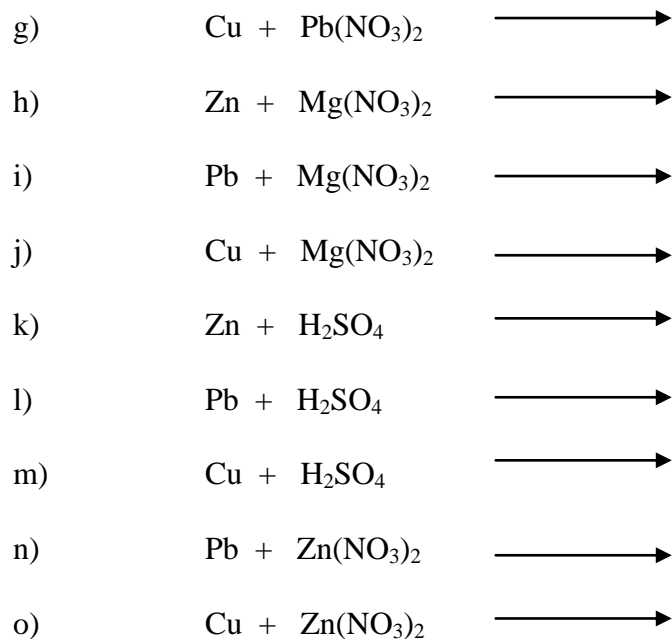 g) Cu + Pb(NO₃)₂
h) Zn + Mg(NO₃)₂
i) Pb + Mg(NO₃)₂
j) Cu + Mg(NO₃)₂
k) Zn + H₂SO₄
l) Pb + H₂SO₄
m) Cu + H₂SO₄
n) Pb + Zn(NO₃)₂
o) Cu + Zn(NO₃)₂